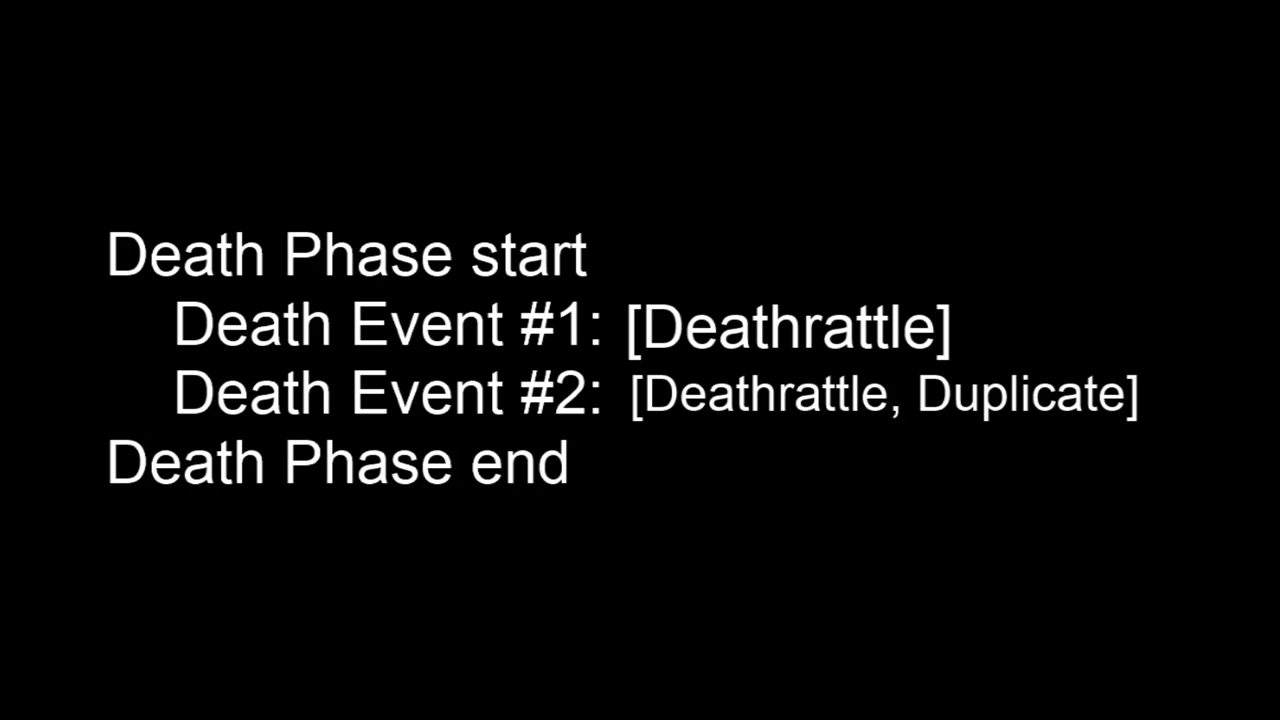 Death Phase start
Death Event #1: [Deathrattle]
Death Event #2: [Deathrattle, Duplicate]
Death Phase end